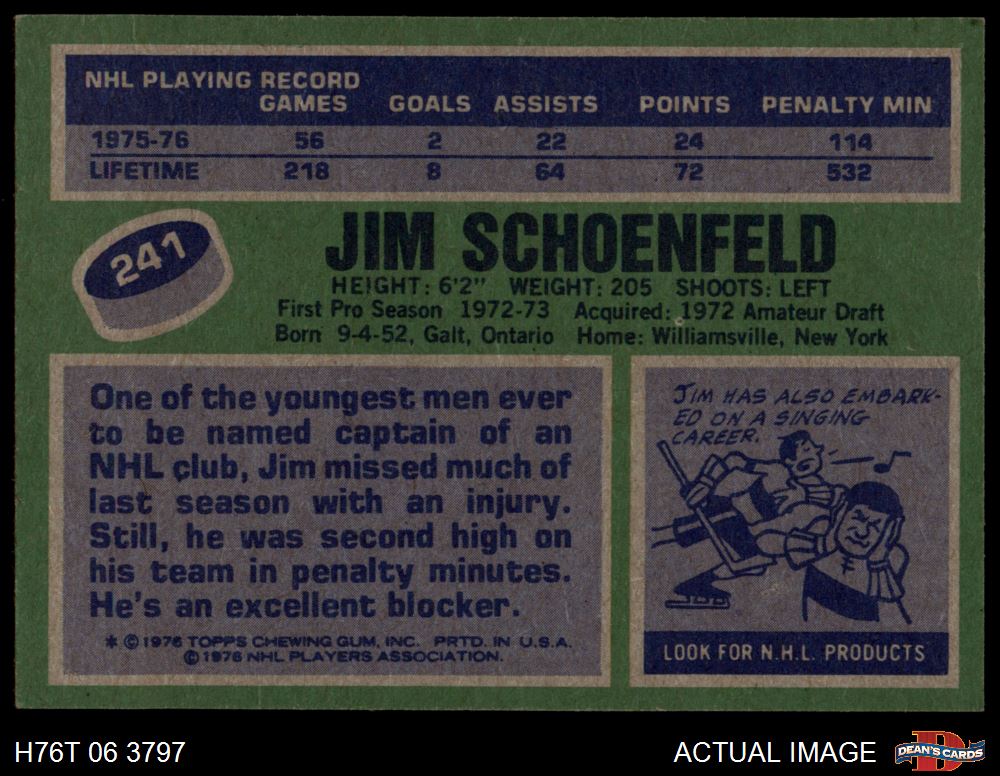 NHL PLAYING RECORD
GAMES GOALS ASSISTS POINTS PENALTY MIN
1975-76 56 2 22 24 114
LIFETIME 218 8 64 72 532
241
JIM SCHOENFELD
HEIGHT: 6'2" WEIGHT: 205 SHOOTS: LEFT
First Pro Season 1972-73 Acquired: 1972 Amateur Draft
Born 9-4-52, Galt, Ontario Home: Williamsville, New York
One of the youngest men ever
to be named captain of an
NHL club, Jim missed much of
last season with an injury.
Still, he was second high on
his team in penalty minutes.
He's an excellent blocker.
* © 1976 TOPPS CHEWING GUM, INC. PRTD. IN U.S.A.
© 1976 NHL PLAYERS ASSOCIATION.
JIM HAS ALSO EMBARK-
ED ON A SINGING
CAREER.
LOOK FOR N.H.L. PRODUCTS
H76T 06 3797
ACTUAL IMAGE
D
DEAN'S CARDS